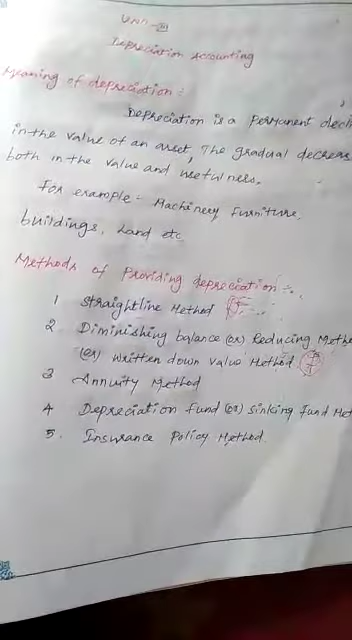 Unit-III
Depreciation Accounting
Meaning of depreciation :-
Depreciation is a permanent decli
in the value of an asset, The gradual decreas
both in the value and usefulness.
For example - Machinery Furniture,
buildings, Land etc
Methods of Providing depreciation :-
1 Straightline Method
2. Diminishing balance (or) Reducing Metho
(or) written down value Method
3 Annuity Method
4 Depreciation fund (or) sinking fund Met
5. Insurance Policy Method.